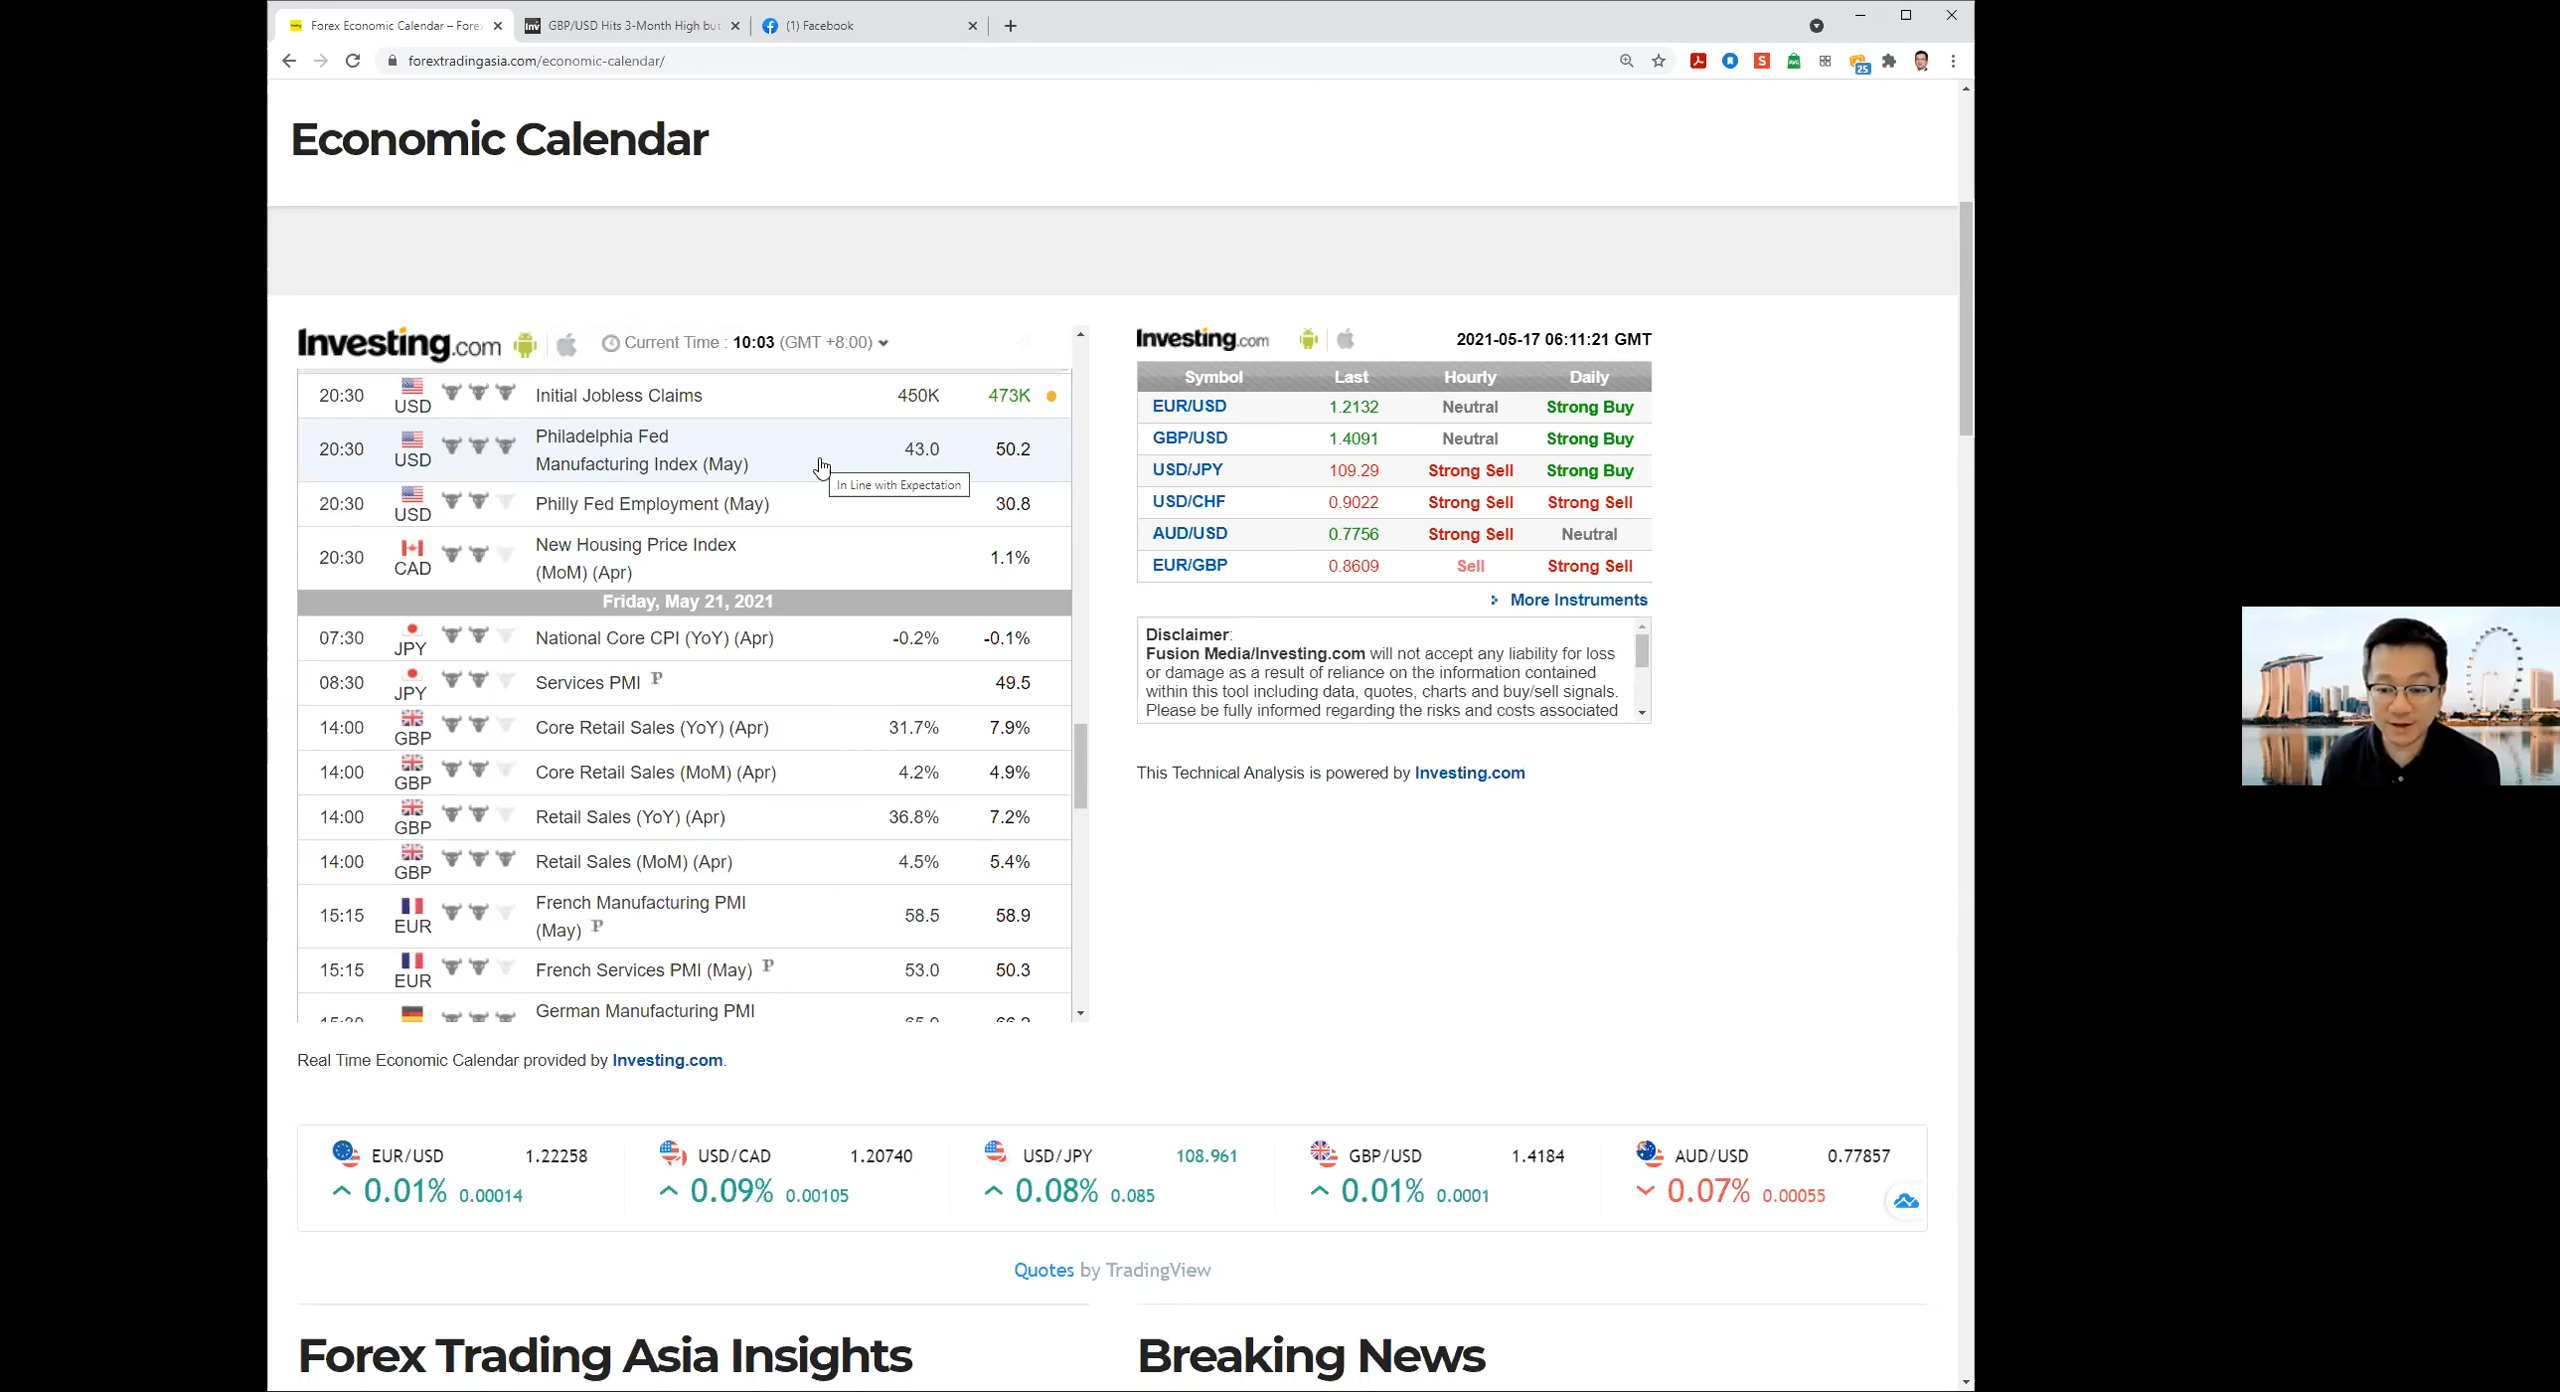 Forex Economic Calendar – Fore
GBP/USD Hits 3-Month High but
(1) Facebook
forextradingasia.com/economic-calendar/
25
Economic Calendar
Investing.com
Current Time : 10:03 (GMT +8:00)
20:30 USD Initial Jobless Claims 450K 473K
20:30 USD Philadelphia Fed
Manufacturing Index (May) 43.0 50.2
In Line with Expectation
20:30 USD Philly Fed Employment (May) 30.8
20:30 CAD New Housing Price Index
(MoM) (Apr) 1.1%
Friday, May 21, 2021
07:30 JPY National Core CPI (YoY) (Apr) -0.2% -0.1%
08:30 JPY Services PMI P 49.5
14:00 GBP Core Retail Sales (YoY) (Apr) 31.7% 7.9%
14:00 GBP Core Retail Sales (MoM) (Apr) 4.2% 4.9%
14:00 GBP Retail Sales (YoY) (Apr) 36.8% 7.2%
14:00 GBP Retail Sales (MoM) (Apr) 4.5% 5.4%
15:15 EUR French Manufacturing PMI
(May) P 58.5 58.9
15:15 EUR French Services PMI (May) P 53.0 50.3
German Manufacturing PMI
Real Time Economic Calendar provided by Investing.com.
Investing.com
2021-05-17 06:11:21 GMT
Symbol Last Hourly Daily
EUR/USD 1.2132 Neutral Strong Buy
GBP/USD 1.4091 Neutral Strong Buy
USD/JPY 109.29 Strong Sell Strong Buy
USD/CHF 0.9022 Strong Sell Strong Sell
AUD/USD 0.7756 Strong Sell Neutral
EUR/GBP 0.8609 Sell Strong Sell
More Instruments
Disclaimer:
Fusion Media/Investing.com will not accept any liability for loss
or damage as a result of reliance on the information contained
within this tool including data, quotes, charts and buy/sell signals.
Please be fully informed regarding the risks and costs associated
This Technical Analysis is powered by Investing.com
EUR/USD 1.22258
0.01% 0.00014
USD/CAD 1.20740
0.09% 0.00105
USD/JPY 108.961
0.08% 0.085
GBP/USD 1.4184
0.01% 0.0001
AUD/USD 0.77857
0.07% 0.00055
Quotes by TradingView
Forex Trading Asia Insights
Breaking News